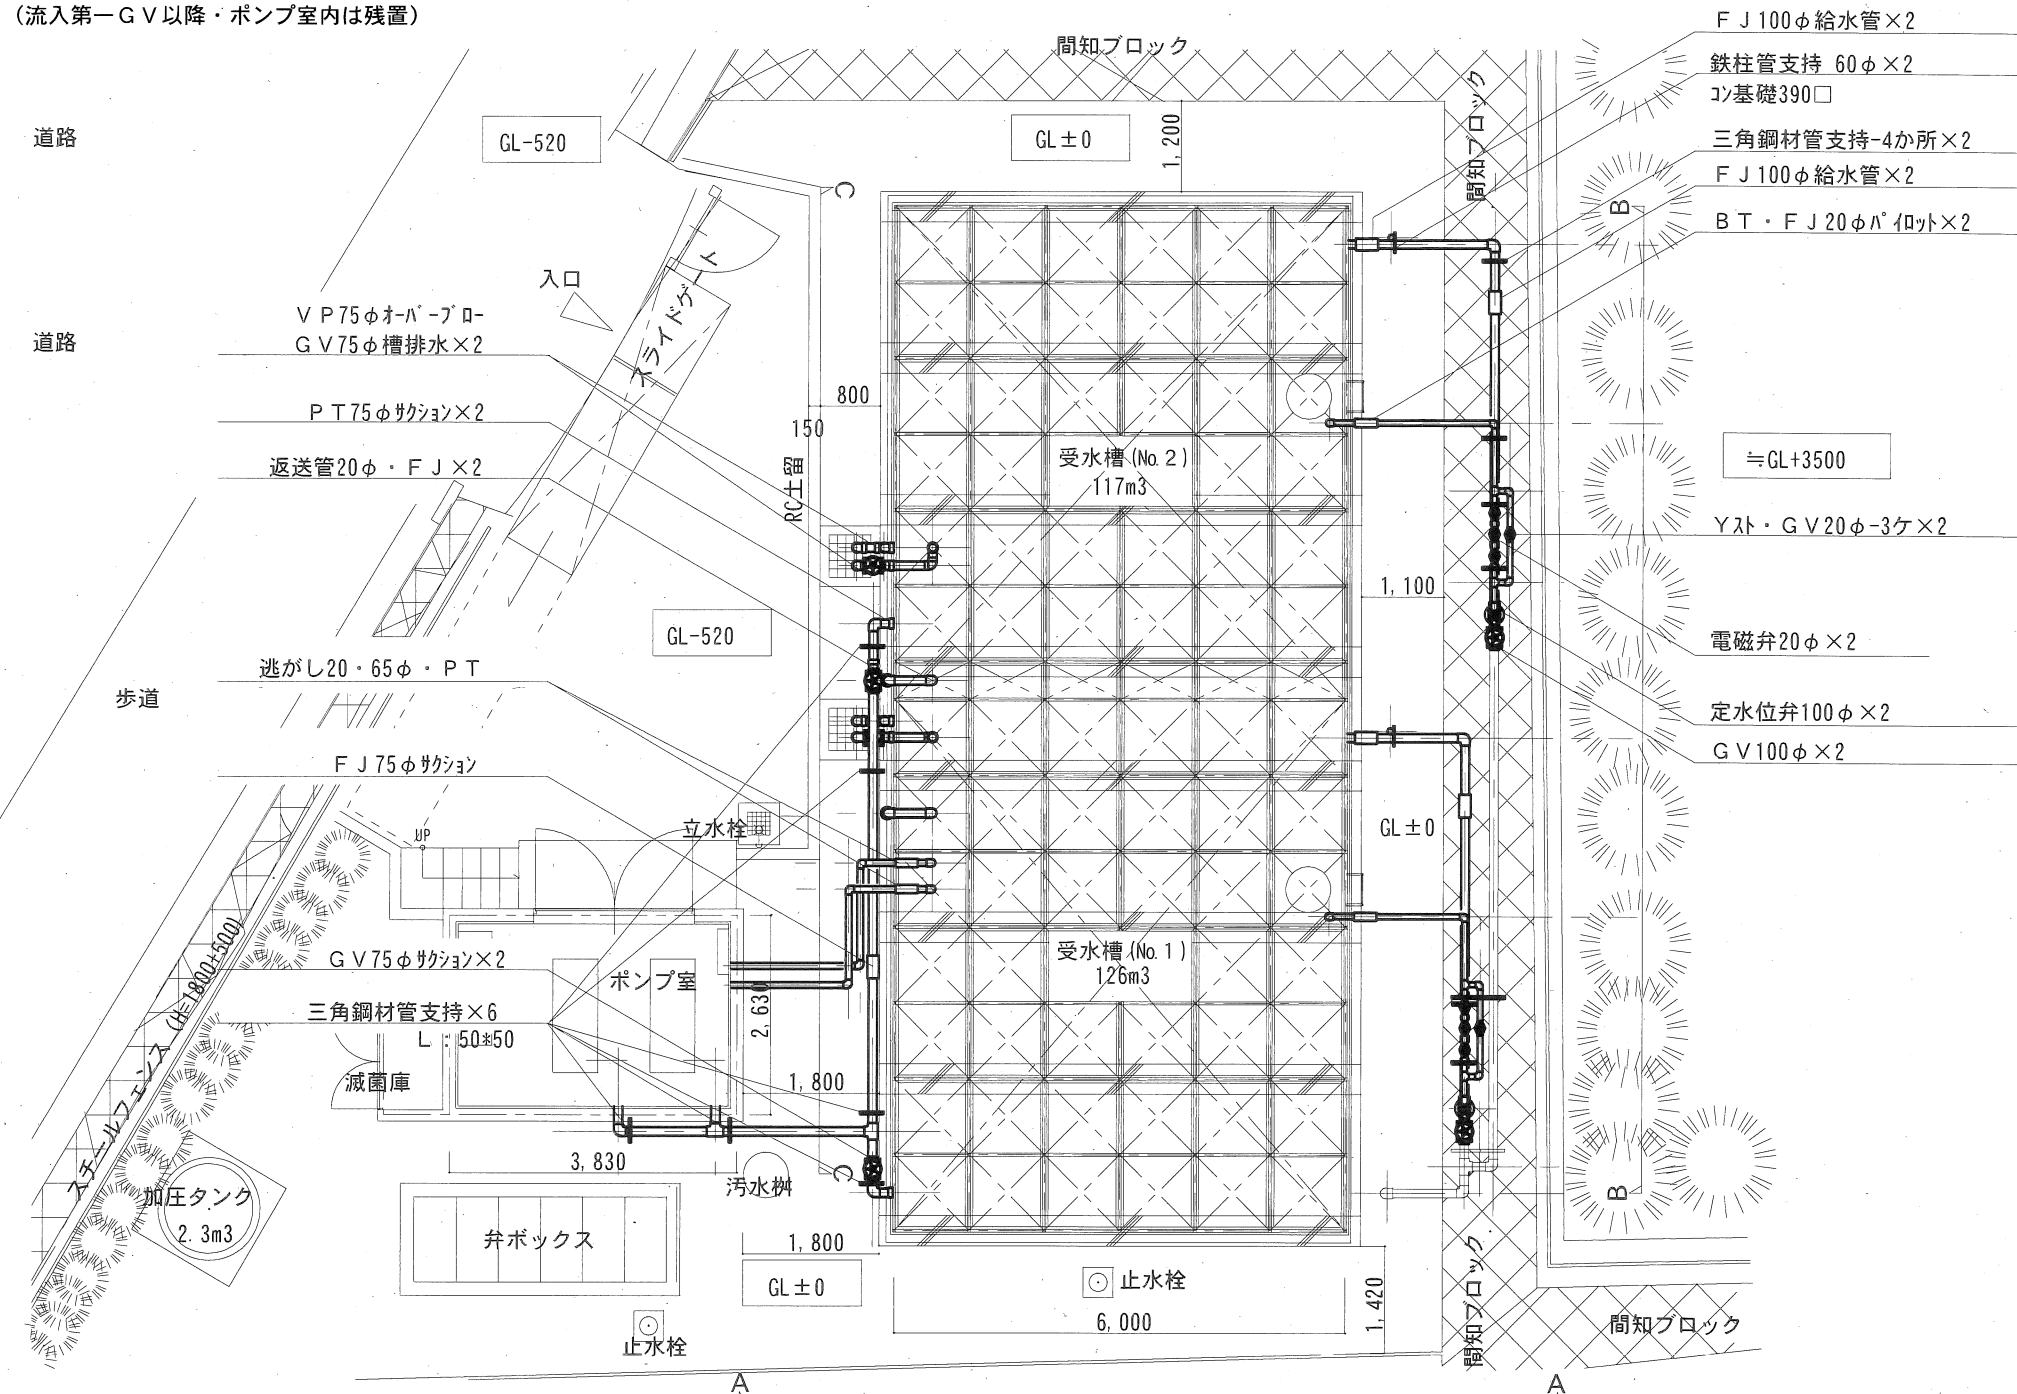 (流入第一ＧＶ以降・ポンプ室内は残置)
間知ブロック
ＦＪ100φ給水管×2
鉄柱管支持 60φ×2
ｺﾝ基礎390□
三角鋼材管支持-4か所×2
ＦＪ100φ給水管×2
ＢＴ・ＦＪ20φﾊﾟｲﾛｯﾄ×2
道路
GL-520
GL±0
1,200
間知ブロック
C
B
入口
スライドゲート
ＶＰ75φｵｰﾊﾞｰﾌﾞﾛｰ
ＧＶ75φ槽排水×2
道路
800
150
ＰＴ75φｻｸｼｮﾝ×2
返送管20φ・ＦＪ×2
RC土留
受水槽(No.2)
117m3
≒GL+3500
Yｽﾄ・ＧＶ20φ-3ケ×2
1,100
GL-520
電磁弁20φ×2
逃がし20・65φ・ＰＴ
歩道
定水位弁100φ×2
ＧＶ100φ×2
ＦＪ75φｻｸｼｮﾝ
立水栓
UP
GL±0
スチールフェンス (H=1800+500)
ＧＶ75φｻｸｼｮﾝ×2
ポンプ室
受水槽(No.1)
126m3
三角鋼材管支持×6
Ｌ：50*50
2,63
滅菌庫
1,800
3,830
汚水桝
C
B
加圧タンク
2.3m3
弁ボックス
1,800
GL±0
止水栓
6,000
1,420
間知ブロック
間知ブロック
止水栓
A
A